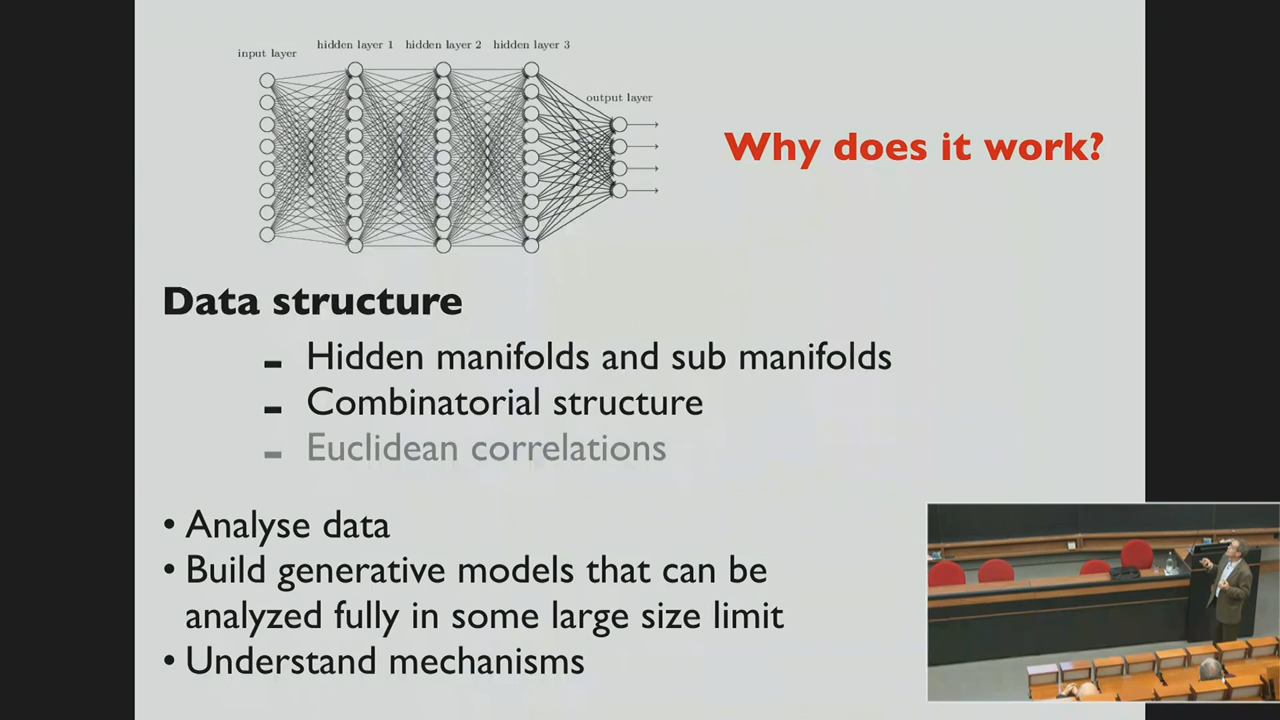 input layer
hidden layer 1 hidden layer 2 hidden layer 3
output layer
Why does it work?
Data structure
- Hidden manifolds and sub manifolds
- Combinatorial structure
- Euclidean correlations
• Analyse data
• Build generative models that can be
analyzed fully in some large size limit
• Understand mechanisms